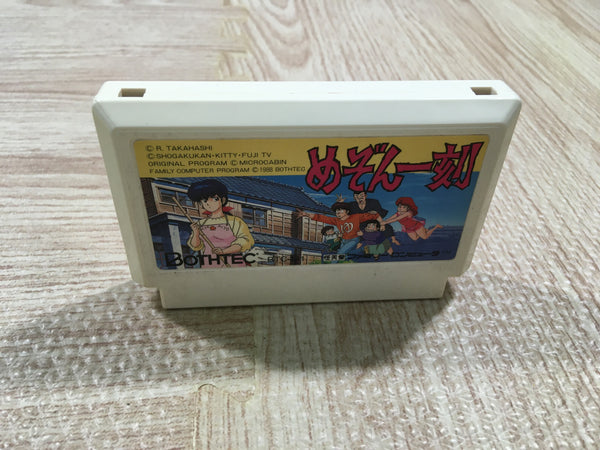 © R. TAKAHASHI
© SHOGAKUKAN・KITTY・FUJI TV
ORIGINAL PROGRAM © MICROCABIN
FAMILY COMPUTER PROGRAM © 1988 BOTHTEC
めぞん一刻
BOTHTEC